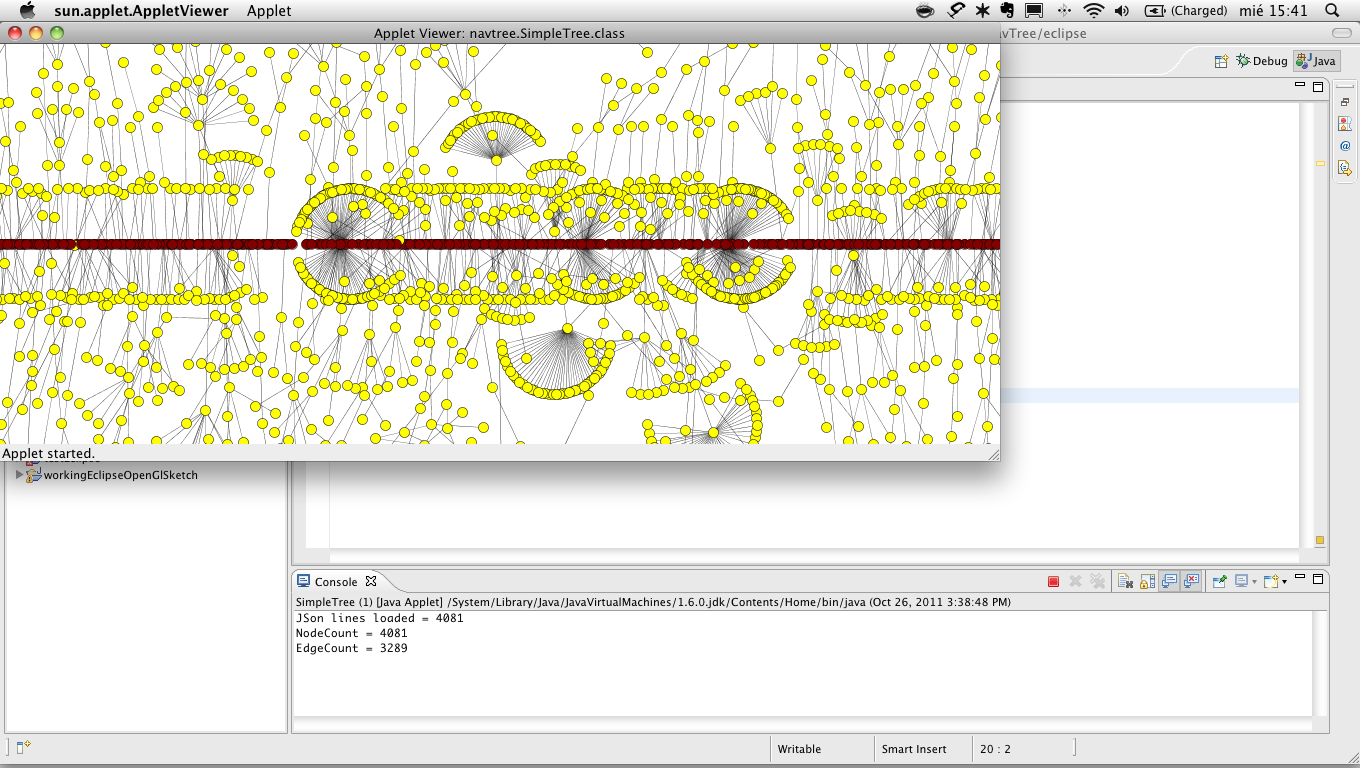 sun.applet.AppletViewer Applet (Charged) mié 15:41
Applet Viewer: navtree.SimpleTree.class
vTree/eclipse
Debug Java
Applet started.
workingEclipseOpenGlSketch
Console
SimpleTree (1) [Java Applet] /System/Library/Java/JavaVirtualMachines/1.6.0.jdk/Contents/Home/bin/java (Oct 26, 2011 3:38:48 PM)
JSon lines loaded = 4081
NodeCount = 4081
EdgeCount = 3289
Writable Smart Insert 20 : 2